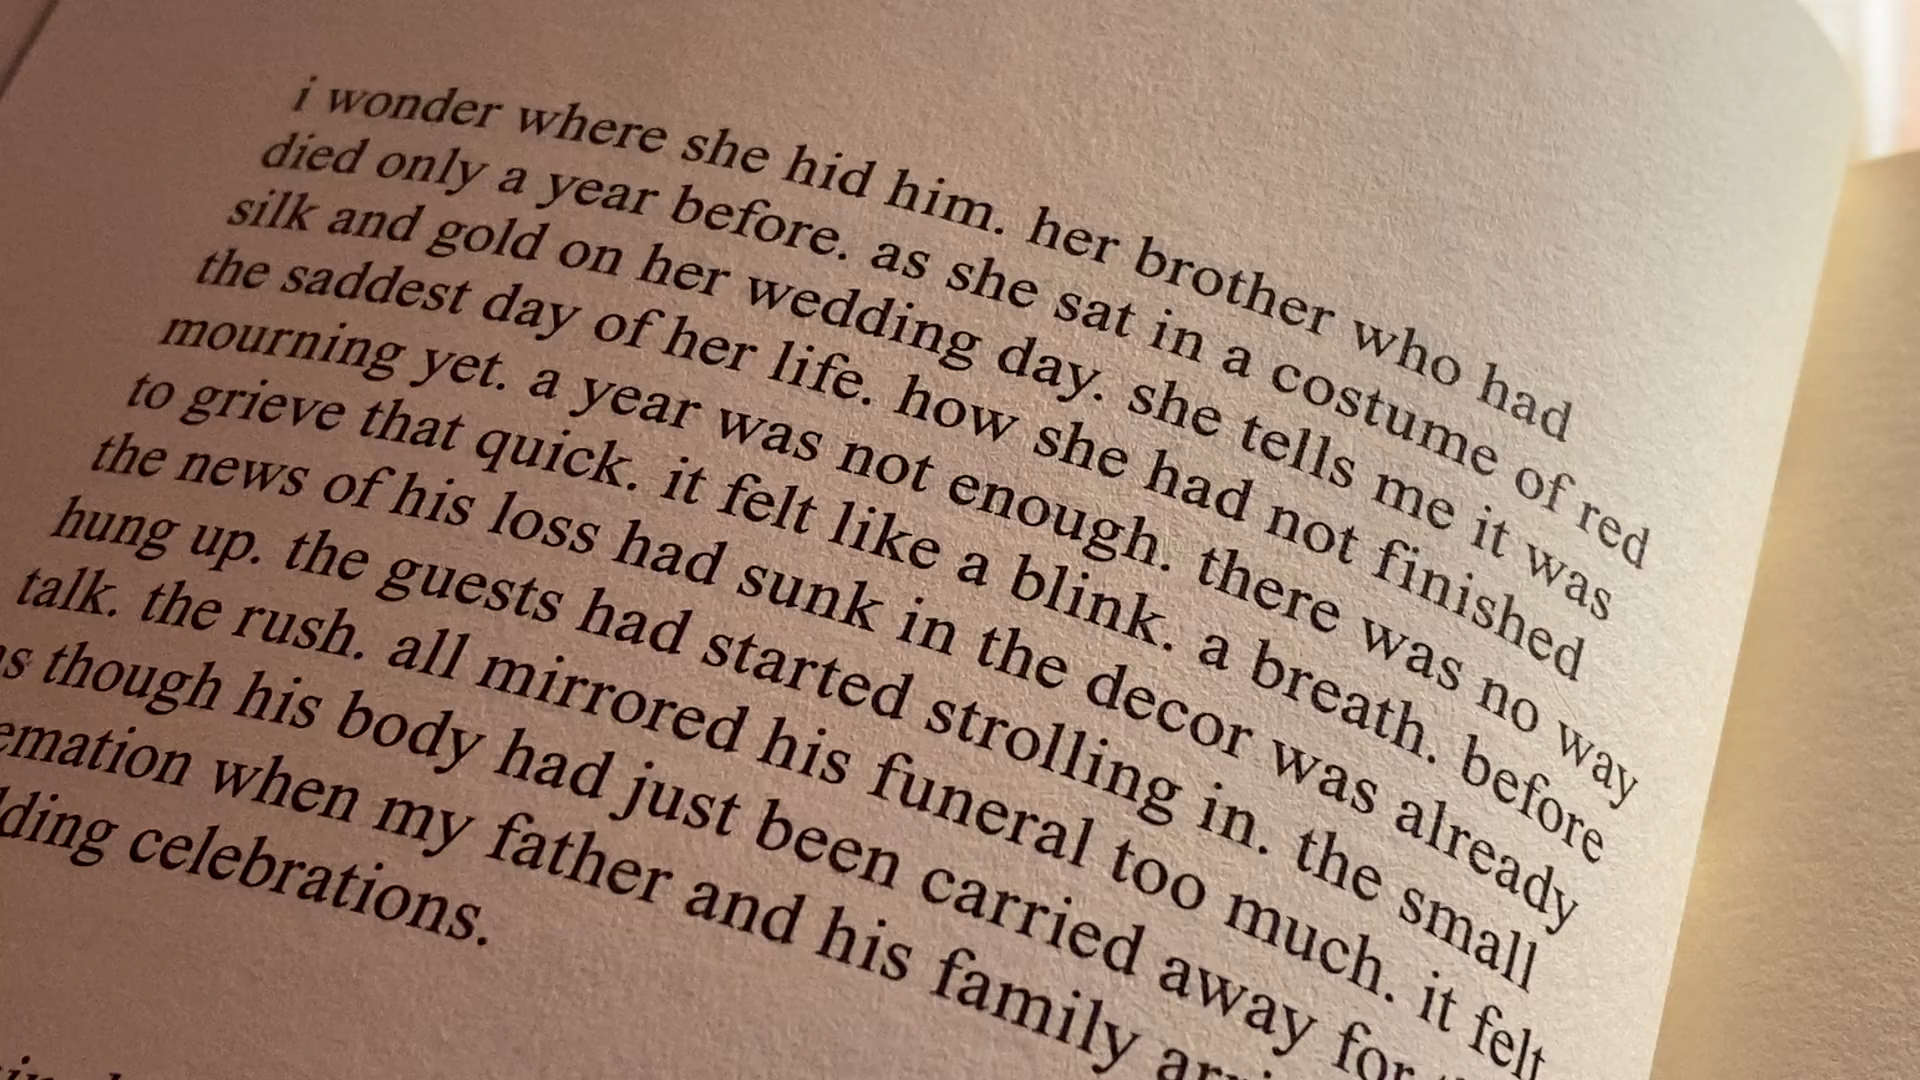 i wonder where she hid him. her brother who had
died only a year before. as she sat in a costume of red
silk and gold on her wedding day. she tells me it was
the saddest day of her life. how she had not finished
mourning yet. a year was not enough. there was no way
to grieve that quick. it felt like a blink. a breath. before
the news of his loss had sunk in the decor was already
hung up. the guests had started strolling in. the small
talk. the rush. all mirrored his funeral too much. it felt
though his body had just been carried away for
when my father and his family
celebrations.